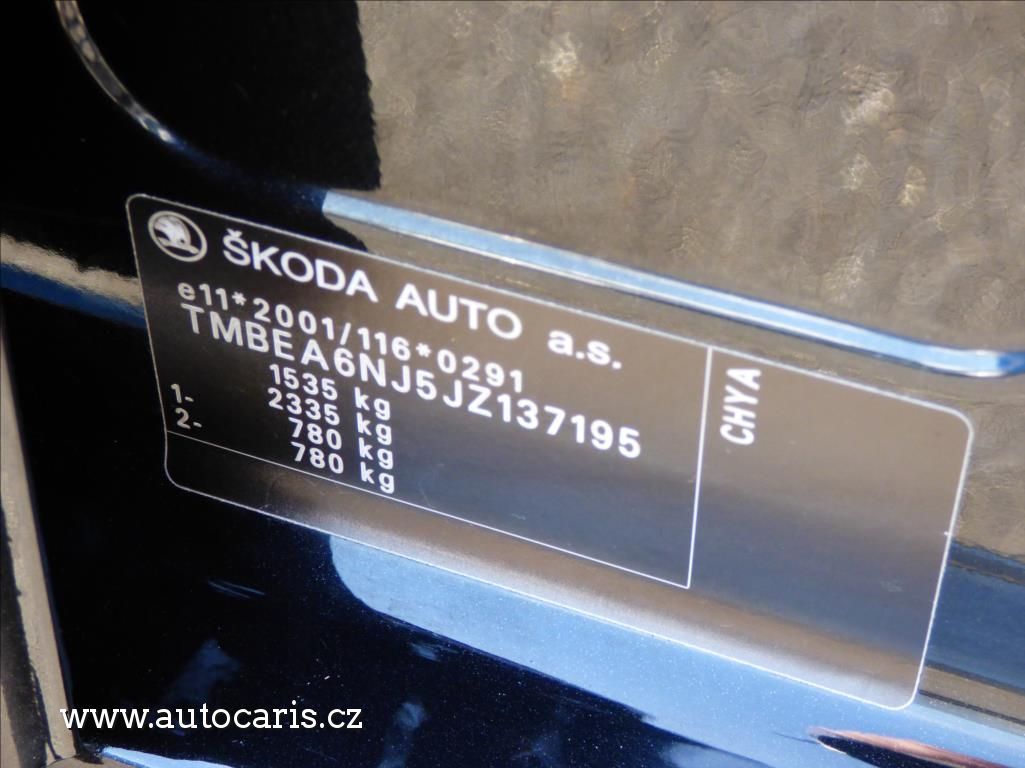 ŠKODA AUTO a.s.
e11*2001/116*0291
TMBEA6NJ5JZ137195
1535 kg
2335 kg
1- 780 kg
2- 780 kg
CHYA
www.autocaris.cz